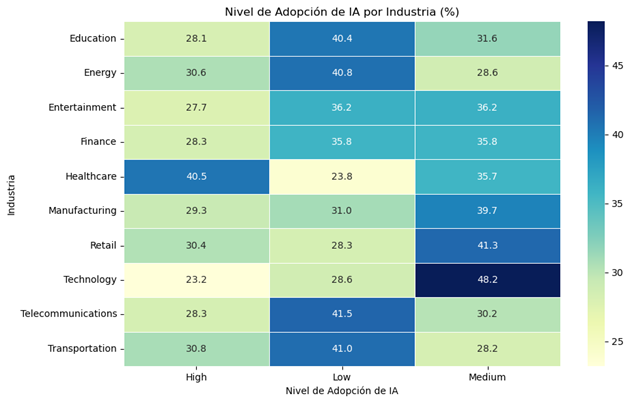 Nivel de Adopción de IA por Industria (%)
Industria
Education 28.1 40.4 31.6
Energy 30.6 40.8 28.6
Entertainment 27.7 36.2 36.2
Finance 28.3 35.8 35.8
Healthcare 40.5 23.8 35.7
Manufacturing 29.3 31.0 39.7
Retail 30.4 28.3 41.3
Technology 23.2 28.6 48.2
Telecommunications 28.3 41.5 30.2
Transportation 30.8 41.0 28.2
High Low Medium
Nivel de Adopción de IA
45
40
35
30
25